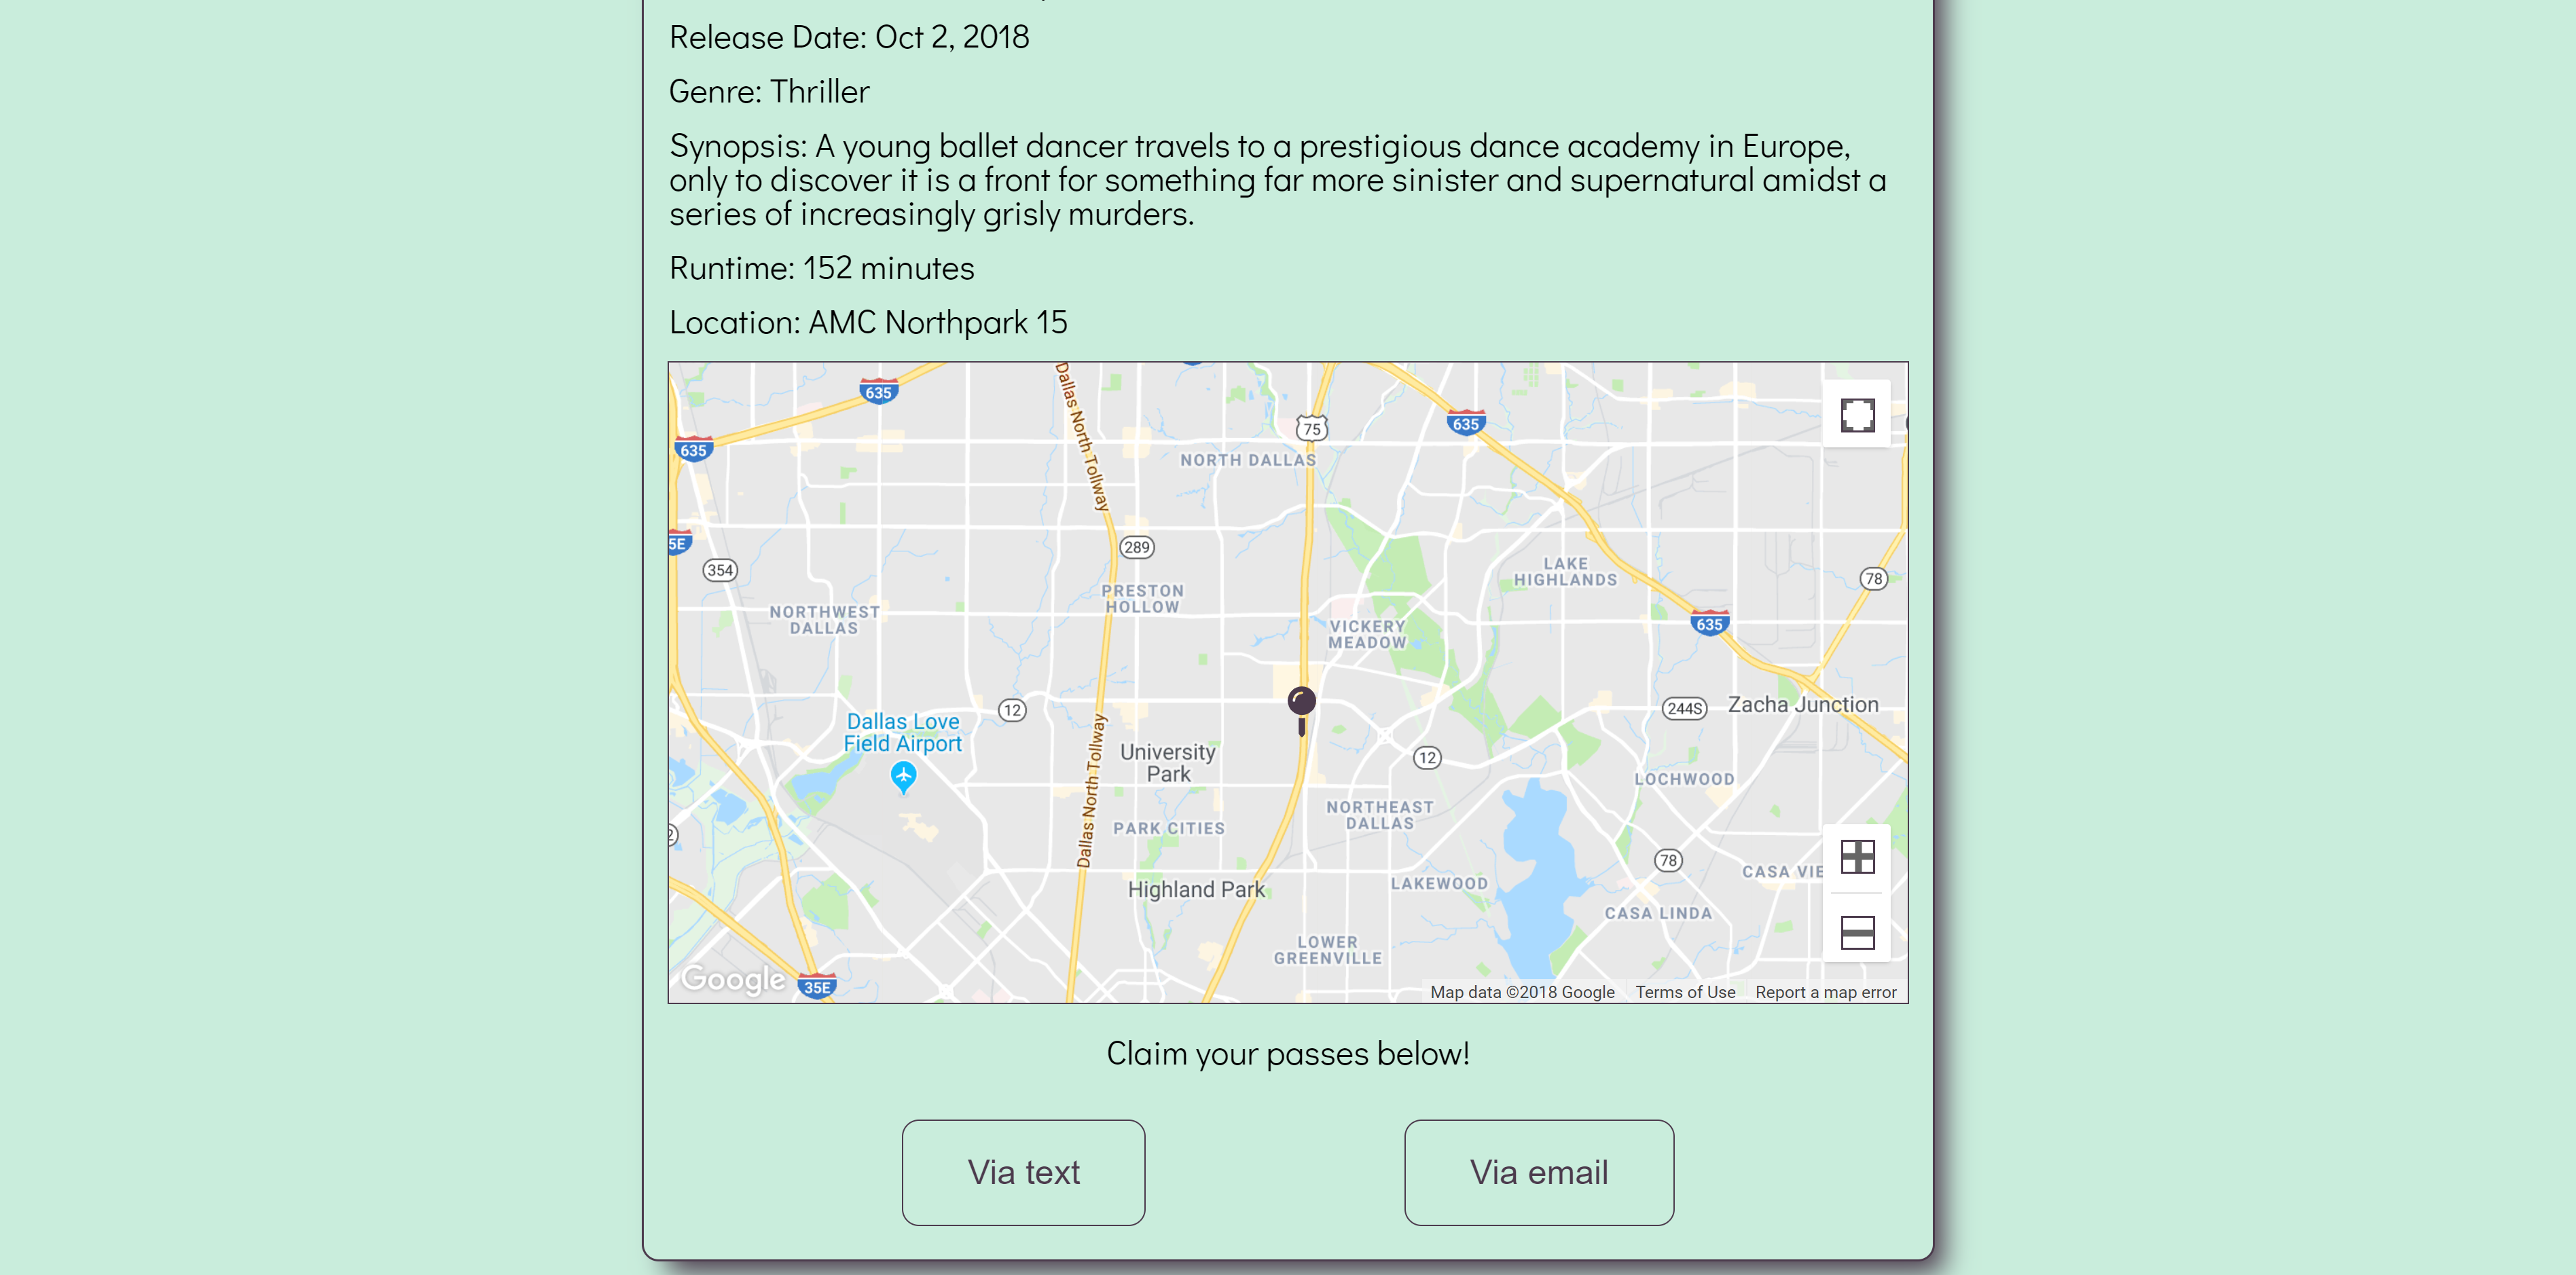 Release Date: Oct 2, 2018
Genre: Thriller
Synopsis: A young ballet dancer travels to a prestigious dance academy in Europe,
only to discover it is a front for something far more sinister and supernatural amidst a
series of increasingly grisly murders.
Runtime: 152 minutes
Location: AMC Northpark 15
635
635
Dallas North Tollway
75
635
NORTH DALLAS
5E
354
289
PRESTON
HOLLOW
LAKE
HIGHLANDS
78
NORTHWEST
DALLAS
VICKERY
MEADOW
635
12
Dallas Love
Field Airport
Dallas North Tollway
University
Park
12
244S
Zacha Junction
LOCHWOOD
NORTHEAST
DALLAS
PARK CITIES
2
78
CASA VIE
Highland Park
LAKEWOOD
CASA LINDA
LOWER
GREENVILLE
Google
35E
Map data ©2018 Google
Terms of Use
Report a map error
Claim your passes below!
Via text
Via email